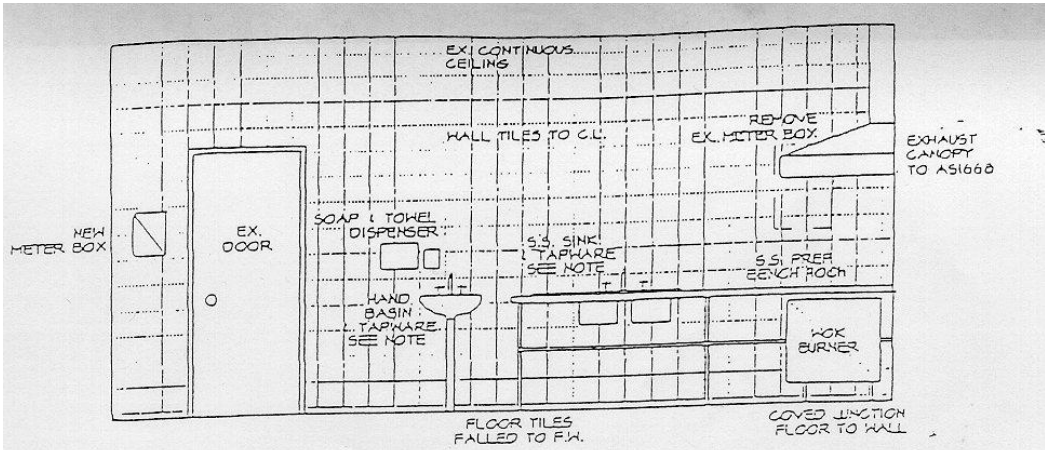 EX. CONTINUOUS
CEILING
WALL TILES TO C.L.
REMOVE
EX. METER BOX.
EXHAUST
CANOPY
TO AS1668
NEW
METER BOX
EX.
DOOR
SOAP & TOWEL
DISPENSER
S.S. SINK
& TAPWARE
SEE NOTE
S.S. PREP
BENCH
HAND
BASIN
& TAPWARE
SEE NOTE
WOK
BURNER
FLOOR TILES
FALLED TO F.W.
COVED JUNCTION
FLOOR TO WALL